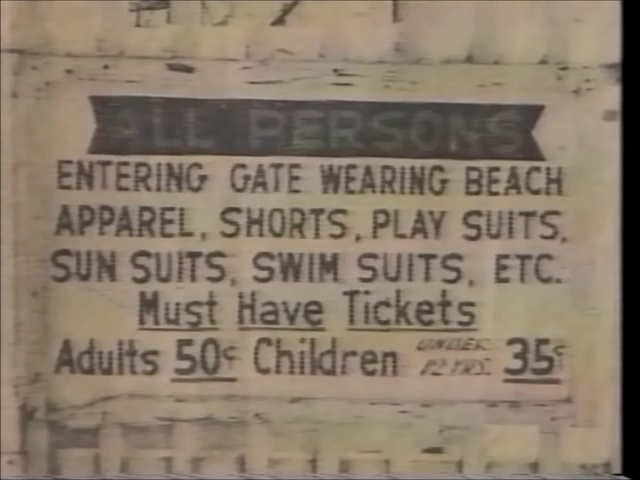 ALL PERSONS
ENTERING GATE WEARING BEACH
APPAREL, SHORTS, PLAY SUITS,
SUN SUITS, SWIM SUITS, ETC.
Must Have Tickets
Adults 50¢ Children UNDER 12 YRS. 35¢